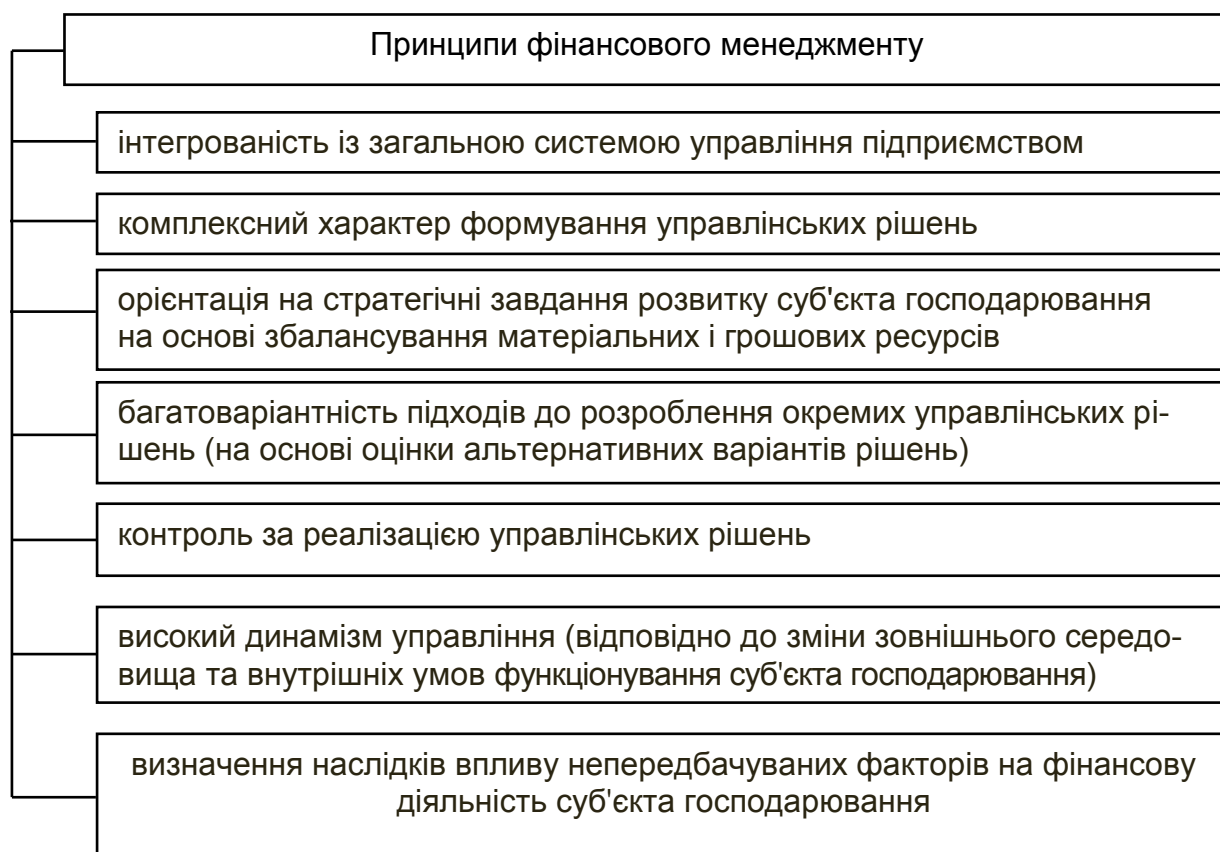 Принципи фінансового менеджменту
інтегрованість із загальною системою управління підприємством
комплексний характер формування управлінських рішень
орієнтація на стратегічні завдання розвитку суб'єкта господарювання
на основі збалансування матеріальних і грошових ресурсів
багатоваріантність підходів до розроблення окремих управлінських рі-
шень (на основі оцінки альтернативних варіантів рішень)
контроль за реалізацією управлінських рішень
високий динамізм управління (відповідно до зміни зовнішнього середо-
вища та внутрішніх умов функціонування суб'єкта господарювання)
визначення наслідків впливу непередбачуваних факторів на фінансову
діяльність суб'єкта господарювання